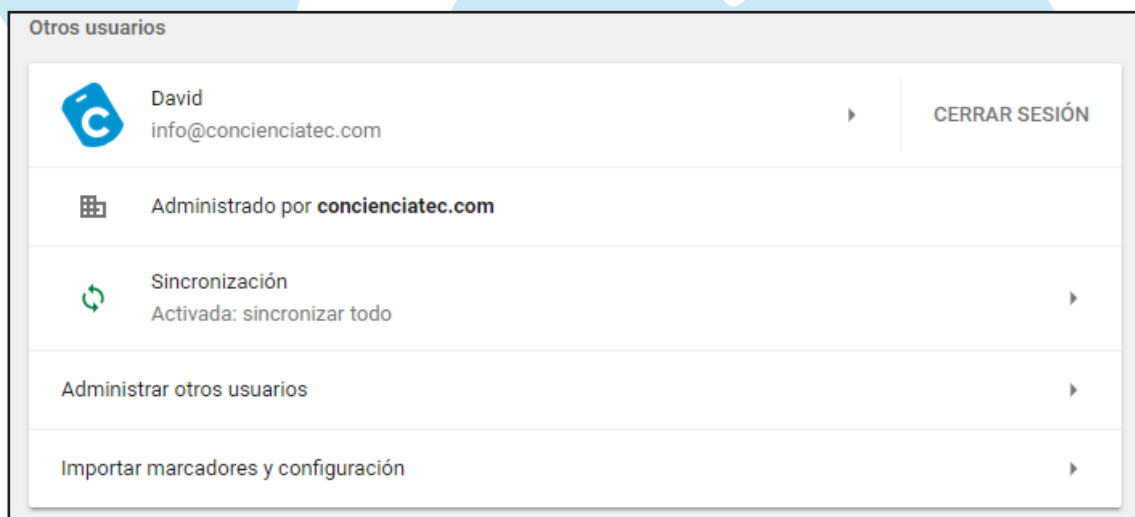 Otros usuarios
David
info@concienciatec.com
CERRAR SESIÓN
Administrado por concienciatec.com
Sincronización
Activada: sincronizar todo
Administrar otros usuarios
Importar marcadores y configuración